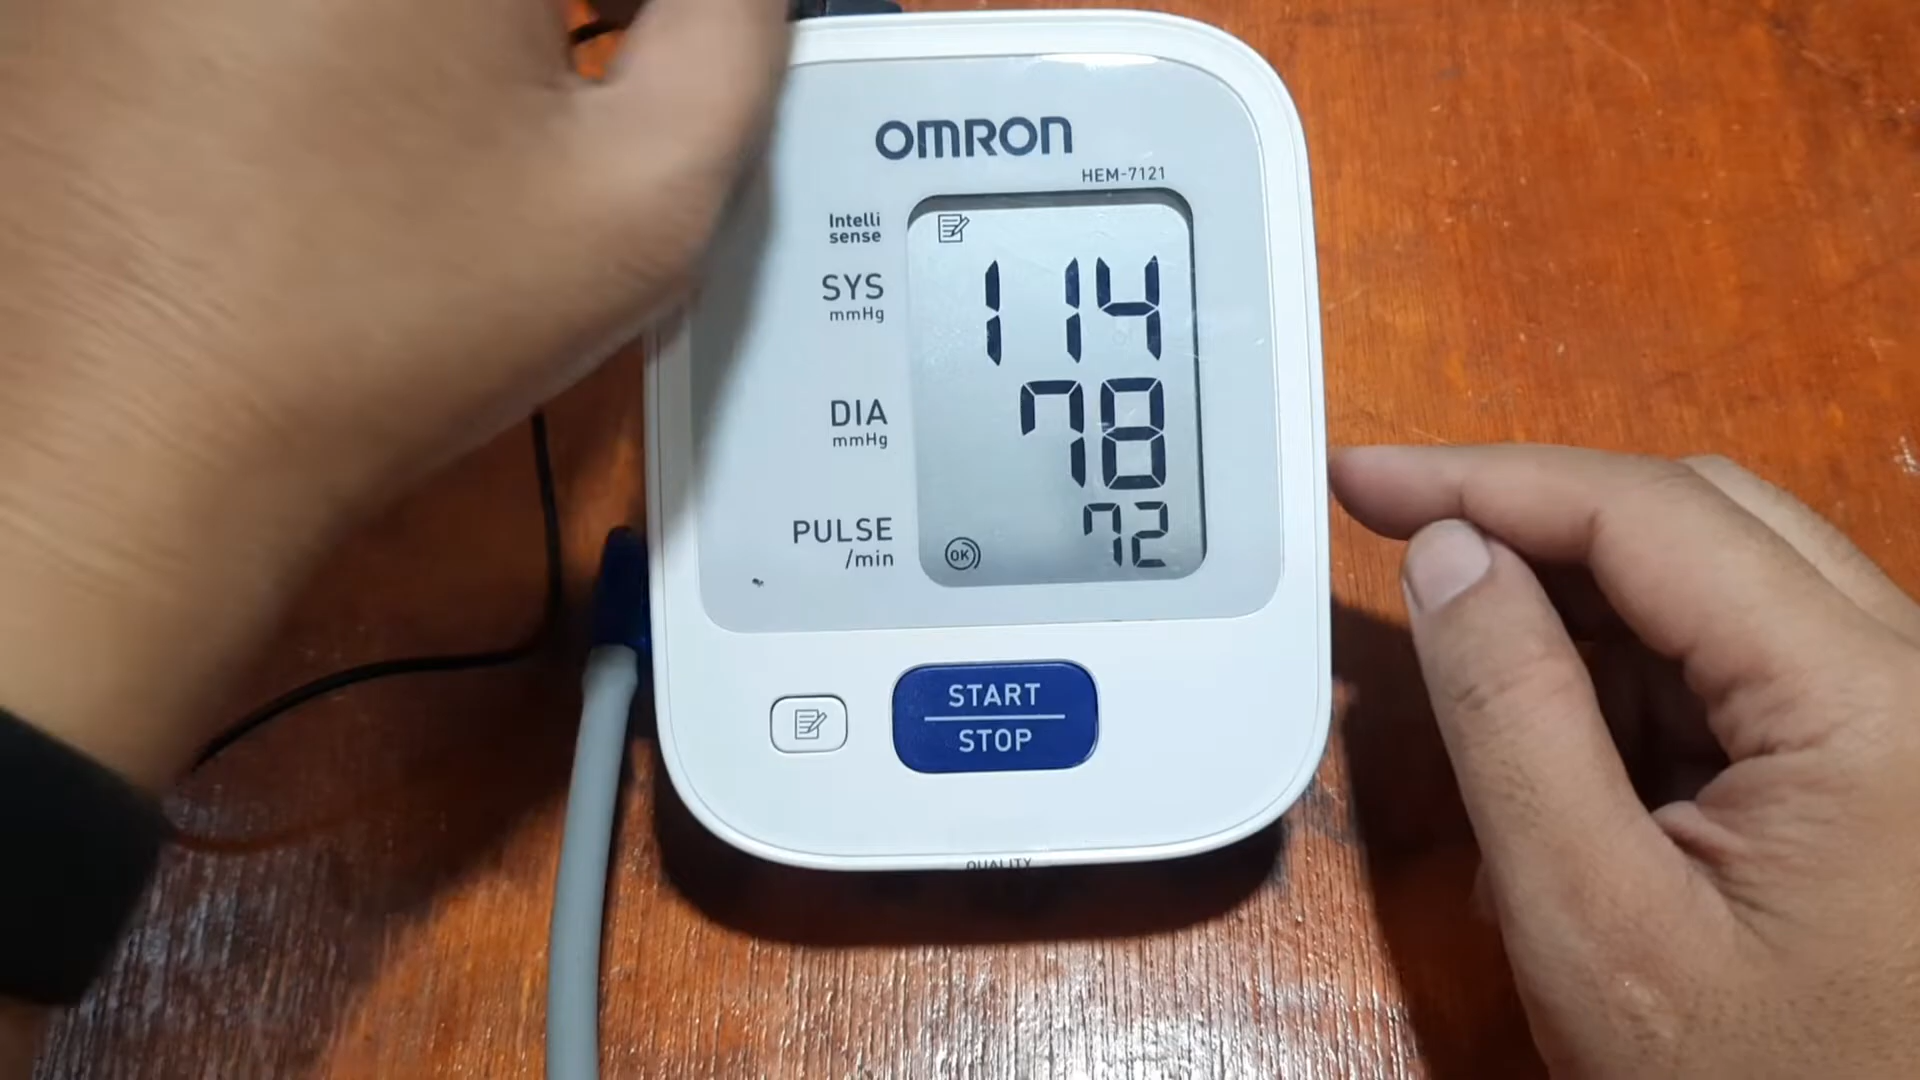 OMRON
HEM-7121
Intelli
sense
SYS
mmHg
114
DIA
mmHg
78
PULSE
/min
72
OK
START
STOP
QUALITY